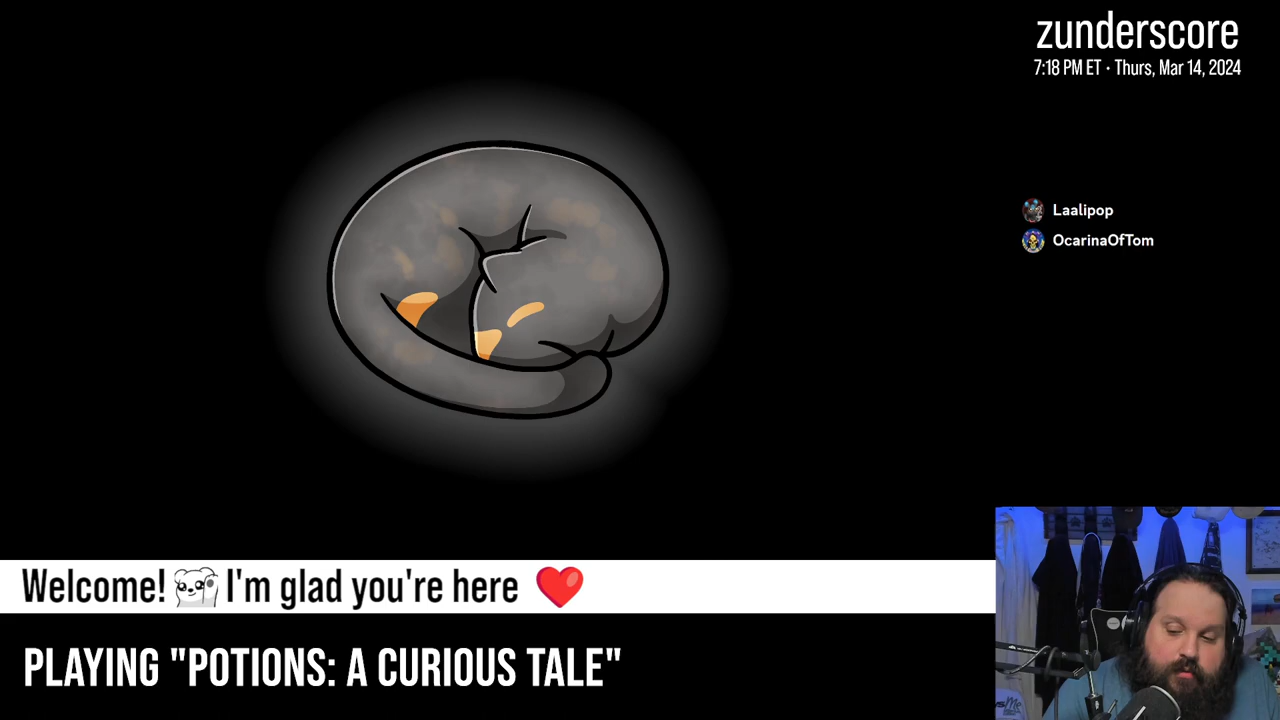 zunderscore
7:18 PM ET · Thurs, Mar 14, 2024
Laalipop
OcarinaOfTom
Welcome! I'm glad you're here
PLAYING "POTIONS: A CURIOUS TALE"